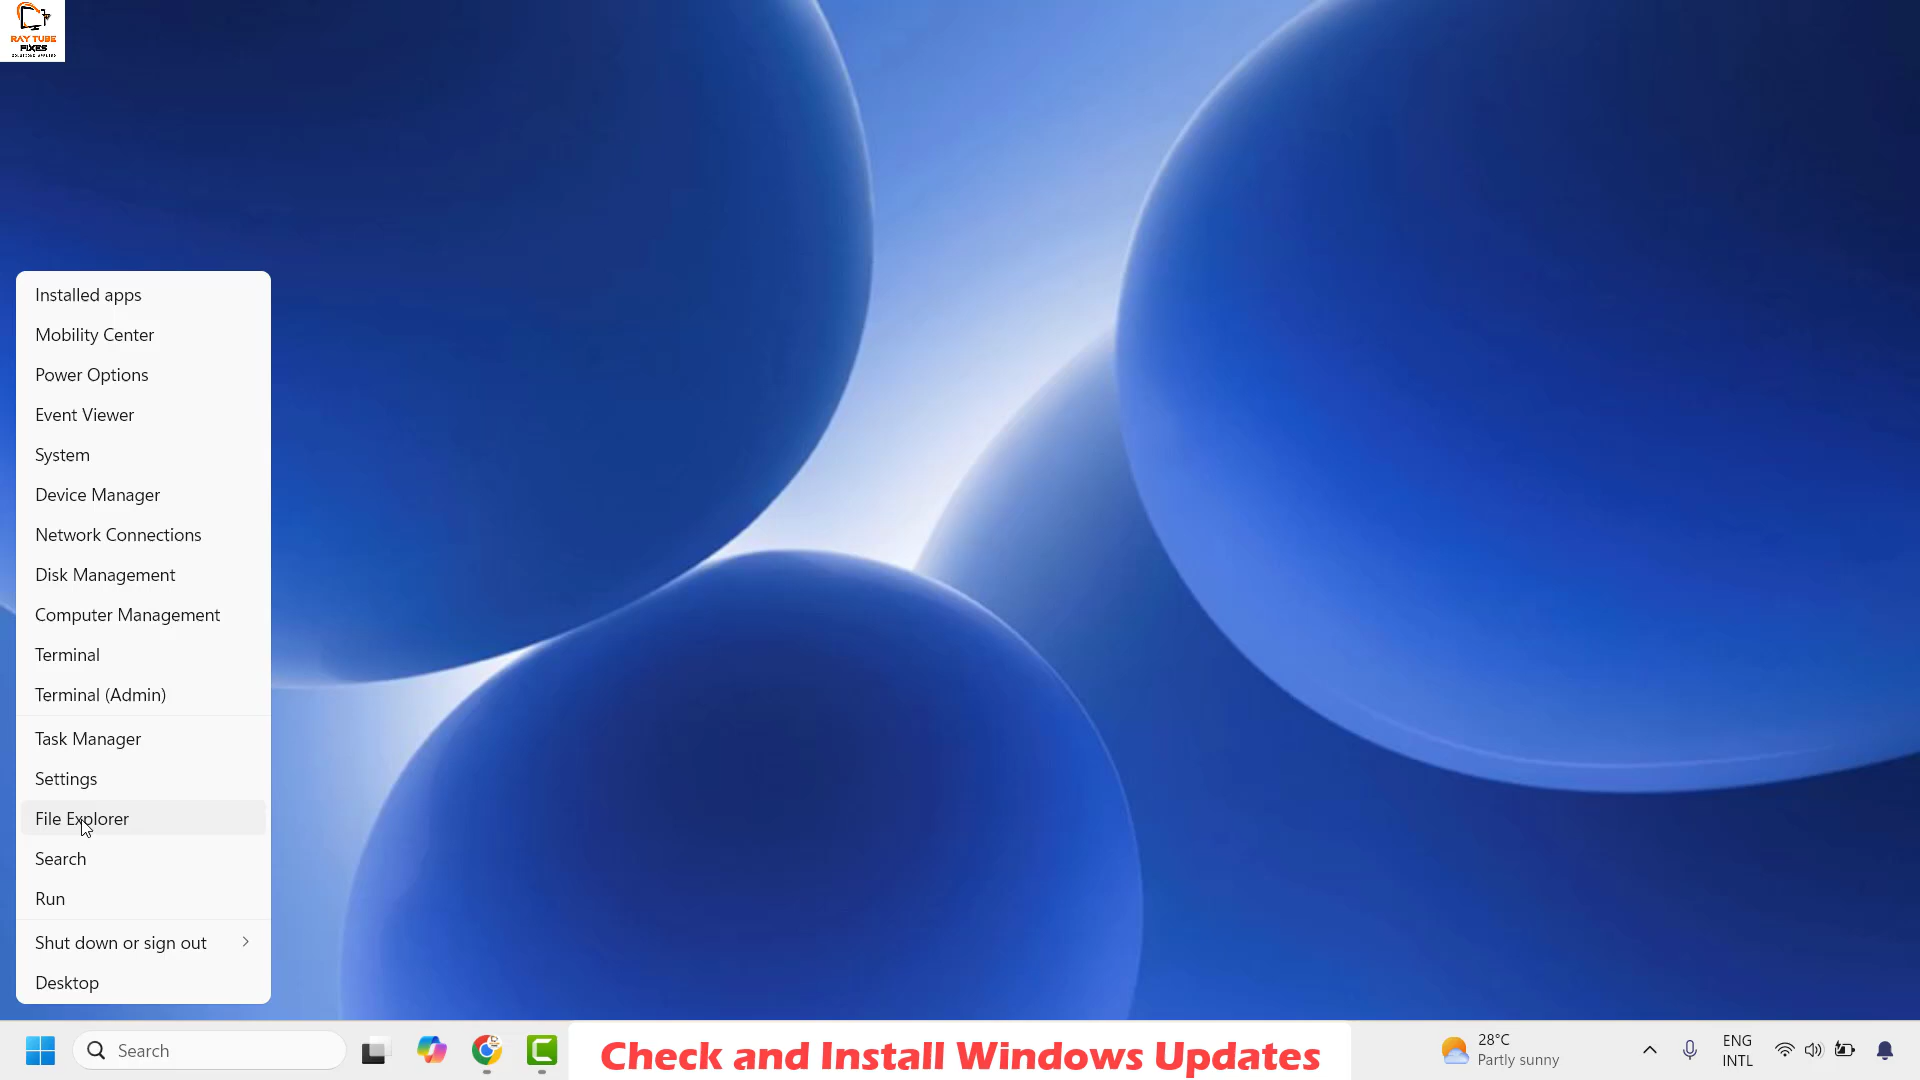 RAY TUBE
FIXES
SOLUTIONS APPLIED
Installed apps
Mobility Center
Power Options
Event Viewer
System
Device Manager
Network Connections
Disk Management
Computer Management
Terminal
Terminal (Admin)
Task Manager
Settings
File Explorer
Search
Run
Shut down or sign out
Desktop
Search
Check and Install Windows Updates
28°C
Partly sunny
ENG
INTL